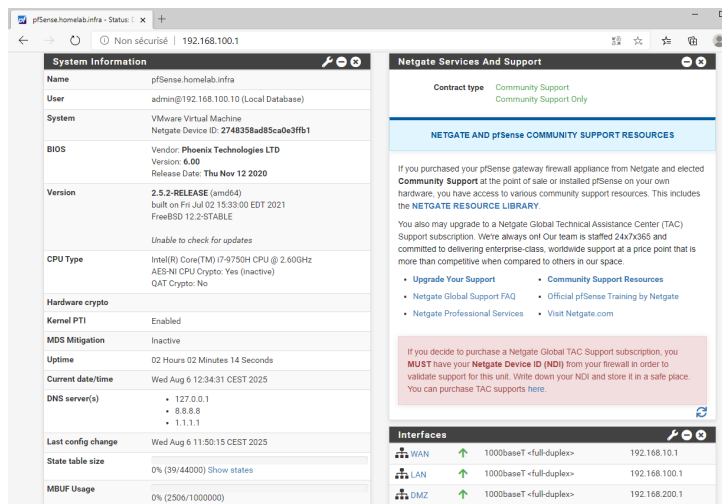 pfSense.homelab.infra - Status: D
Non sécurisé | 192.168.100.1
System Information
Name pfSense.homelab.infra
User admin@192.168.100.10 (Local Database)
System VMware Virtual Machine
Netgate Device ID: 2748358ad85ca0e3ffb1
BIOS Vendor: Phoenix Technologies LTD
Version: 6.00
Release Date: Thu Nov 12 2020
Version 2.5.2-RELEASE (amd64)
built on Fri Jul 02 15:33:00 EDT 2021
FreeBSD 12.2-STABLE
Unable to check for updates
CPU Type Intel(R) Core(TM) i7-9750H CPU @ 2.60GHz
AES-NI CPU Crypto: Yes (inactive)
QAT Crypto: No
Hardware crypto
Kernel PTI Enabled
MDS Mitigation Inactive
Uptime 02 Hours 02 Minutes 14 Seconds
Current date/time Wed Aug 6 12:34:31 CEST 2025
DNS server(s) • 127.0.0.1
• 8.8.8.8
• 1.1.1.1
Last config change Wed Aug 6 11:50:15 CEST 2025
State table size
0% (39/44000) Show states
MBUF Usage
0% (2506/1000000)
Netgate Services And Support
Contract type Community Support
Community Support Only
NETGATE AND pfSense COMMUNITY SUPPORT RESOURCES
If you purchased your pfSense gateway firewall appliance from Netgate and elected
Community Support at the point of sale or installed pfSense on your own
hardware, you have access to various community support resources. This includes
the NETGATE RESOURCE LIBRARY.
You also may upgrade to a Netgate Global Technical Assistance Center (TAC)
Support subscription. We're always on! Our team is staffed 24x7x365 and
committed to delivering enterprise-class, worldwide support at a price point that is
more than competitive when compared to others in our space.
• Upgrade Your Support • Community Support Resources
• Netgate Global Support FAQ • Official pfSense Training by Netgate
• Netgate Professional Services • Visit Netgate.com
If you decide to purchase a Netgate Global TAC Support subscription, you
MUST have your Netgate Device ID (NDI) from your firewall in order to
validate support for this unit. Write down your NDI and store it in a safe place.
You can purchase TAC supports here.
Interfaces
WAN 1000baseT <full-duplex> 192.168.10.1
LAN 1000baseT <full-duplex> 192.168.100.1
DMZ 1000baseT <full-duplex> 192.168.200.1